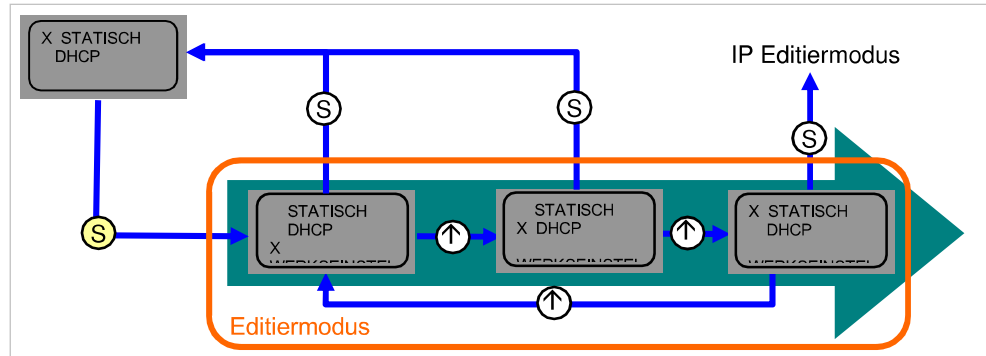 X STATISCH
DHCP
IP Editiermodus
S
S
S
STATISCH
DHCP
X
STATISCH
X DHCP
X STATISCH
DHCP
S
↑
↑
↑
Editiermodus